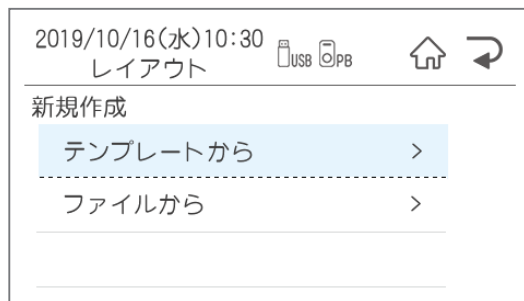 2019/10/16(水)10:30
レイアウト
USB PB
新規作成
テンプレートから
ファイルから